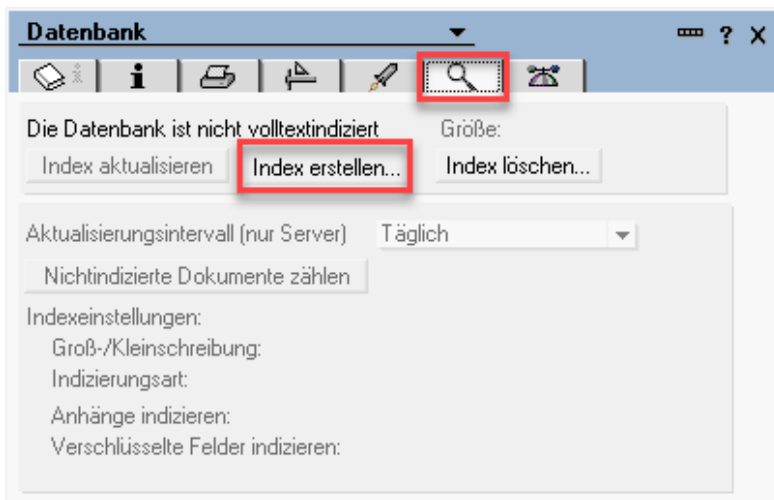 Datenbank
?
i
Die Datenbank ist nicht volltextindiziert Größe:
Index aktualisieren Index erstellen... Index löschen...
Aktualisierungsintervall (nur Server) Täglich
Nichtindizierte Dokumente zählen
Indexeinstellungen:
Groß-/Kleinschreibung:
Indizierungsart:
Anhänge indizieren:
Verschlüsselte Felder indizieren: